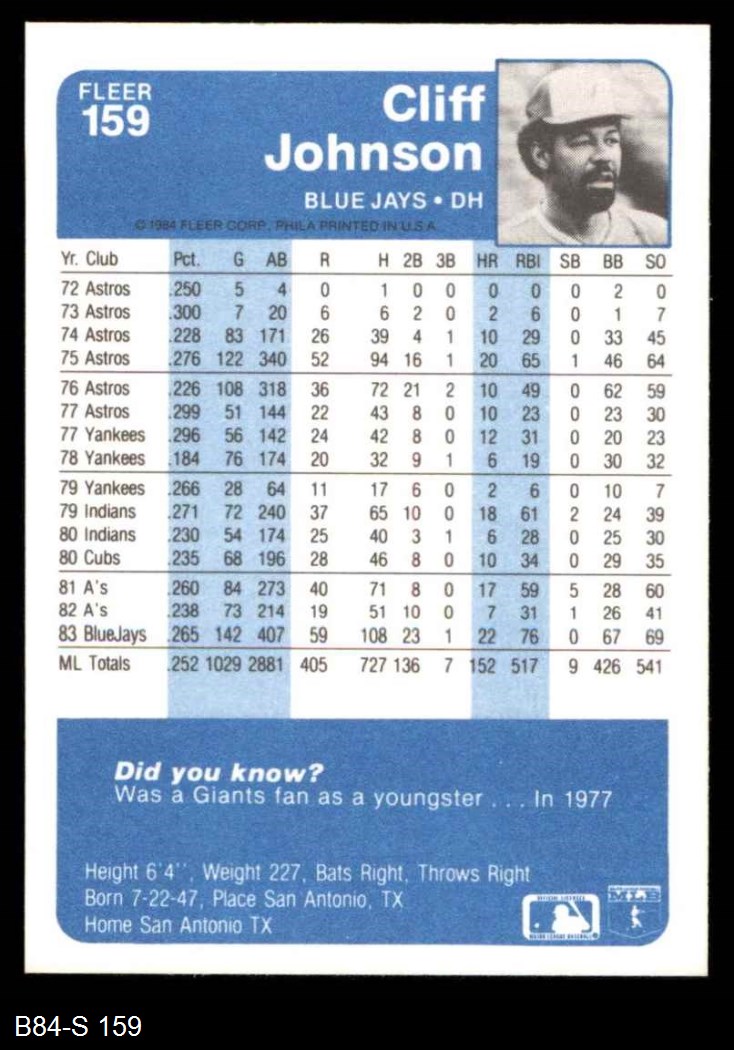 FLEER
159
Cliff
Johnson
BLUE JAYS • DH
© 1984 FLEER CORP. PHILA PRINTED IN U.S.A.
Yr. Club Pct. G AB R H 2B 3B HR RBI SB BB SO
72 Astros .250 5 4 0 1 0 0 0 0 0 2 0
73 Astros .300 7 20 6 6 2 0 2 6 0 1 7
74 Astros .228 83 171 26 39 4 1 10 29 0 33 45
75 Astros .276 122 340 52 94 16 1 20 65 1 46 64
76 Astros .226 108 318 36 72 21 2 10 49 0 62 59
77 Astros .299 51 144 22 43 8 0 10 23 0 23 30
77 Yankees .296 56 142 24 42 8 0 12 31 0 20 23
78 Yankees .184 76 174 20 32 9 1 6 19 0 30 32
79 Yankees .266 28 64 11 17 6 0 2 6 0 10 7
79 Indians .271 72 240 37 65 10 0 18 61 2 24 39
80 Indians .230 54 174 25 40 3 1 6 28 0 25 30
80 Cubs .235 68 196 28 46 8 0 10 34 0 29 35
81 A's .260 84 273 40 71 8 0 17 59 5 28 60
82 A's .238 73 214 19 51 10 0 7 31 1 26 41
83 BlueJays .265 142 407 59 108 23 1 22 76 0 67 69
ML Totals .252 1029 2881 405 727 136 7 152 517 9 426 541
Did you know?
Was a Giants fan as a youngster . . . In 1977
Height 6'4'', Weight 227, Bats Right, Throws Right
Born 7-22-47, Place San Antonio, TX
Home San Antonio TX
B84-S 159